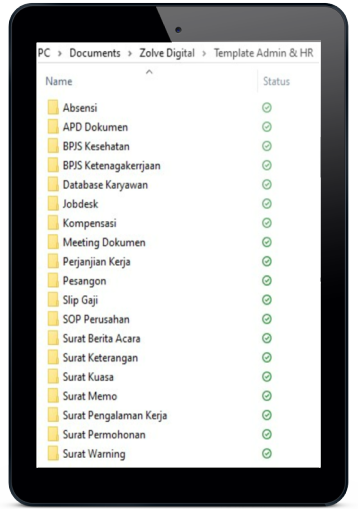 PC > Documents > Zolve Digital > Template Admin & HR
Name Status
Absensi
APD Dokumen
BPJS Kesehatan
BPJS Ketenagakerrjaan
Database Karyawan
Jobdesk
Kompensasi
Meeting Dokumen
Perjanjian Kerja
Pesangon
Slip Gaji
SOP Perusahan
Surat Berita Acara
Surat Keterangan
Surat Kuasa
Surat Memo
Surat Pengalaman Kerja
Surat Permohonan
Surat Warning